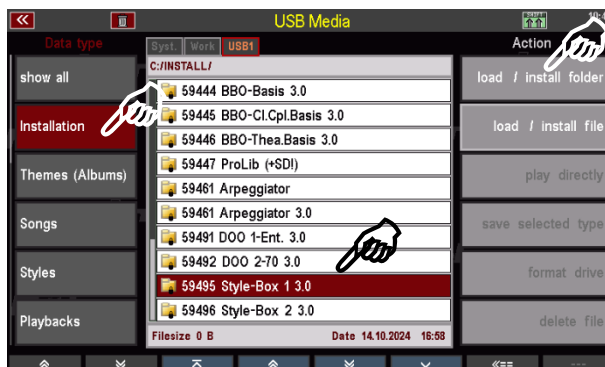 USB Media
START
Data type
Syst. Work USB1
Action
show all
C:/INSTALL/
load / install folder
59444 BBO-Basis 3.0
59445 BBO-Cl.Cpl.Basis 3.0
Installation
59446 BBO-Thea.Basis 3.0
load / install file
59447 ProLib (+SD!)
Themes (Albums)
59461 Arpeggiator
play directly
59461 Arpeggiator 3.0
Songs
59491 DOO 1-Ent. 3.0
save selected type
59492 DOO 2-70 3.0
Styles
59495 Style-Box 1 3.0
format drive
59496 Style-Box 2 3.0
Playbacks
delete file
Filesize 0 B Date 14.10.2024 16:58